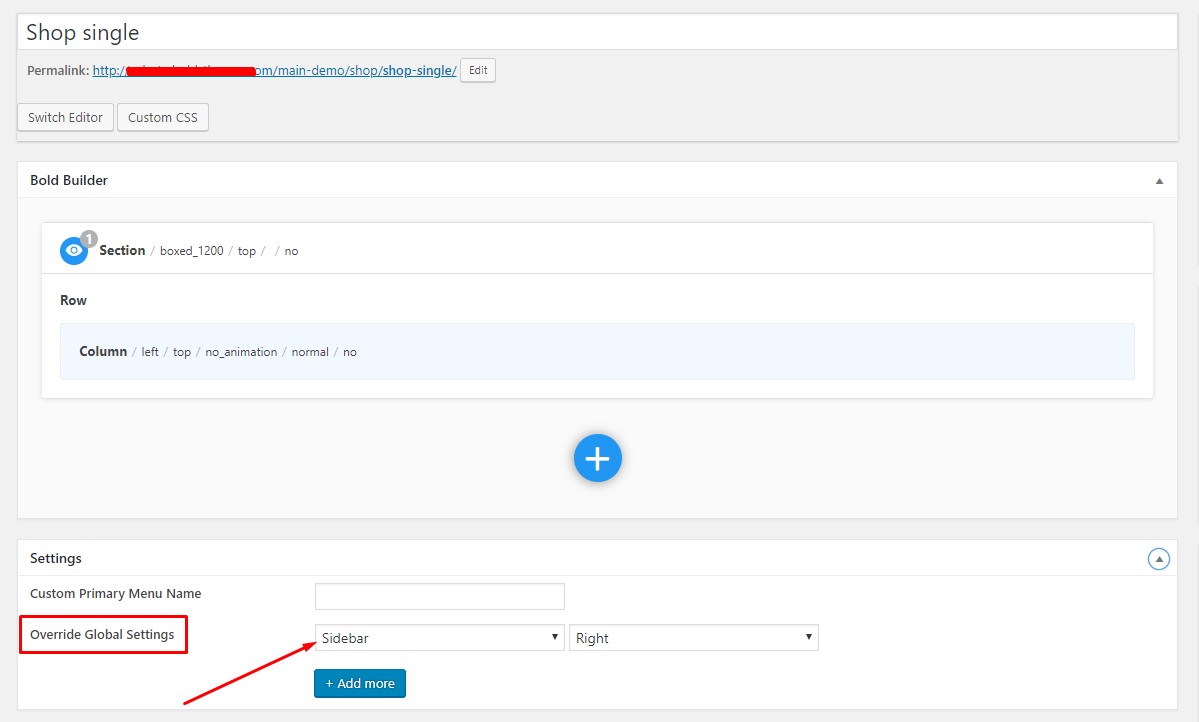 Shop single
Permalink: http:/ om/main-demo/shop/shop-single/ Edit
Switch Editor Custom CSS
Bold Builder
1
Section / boxed_1200 / top / / no
Row
Column / left / top / no_animation / normal / no
Settings
Custom Primary Menu Name
Override Global Settings Sidebar Right
+ Add more